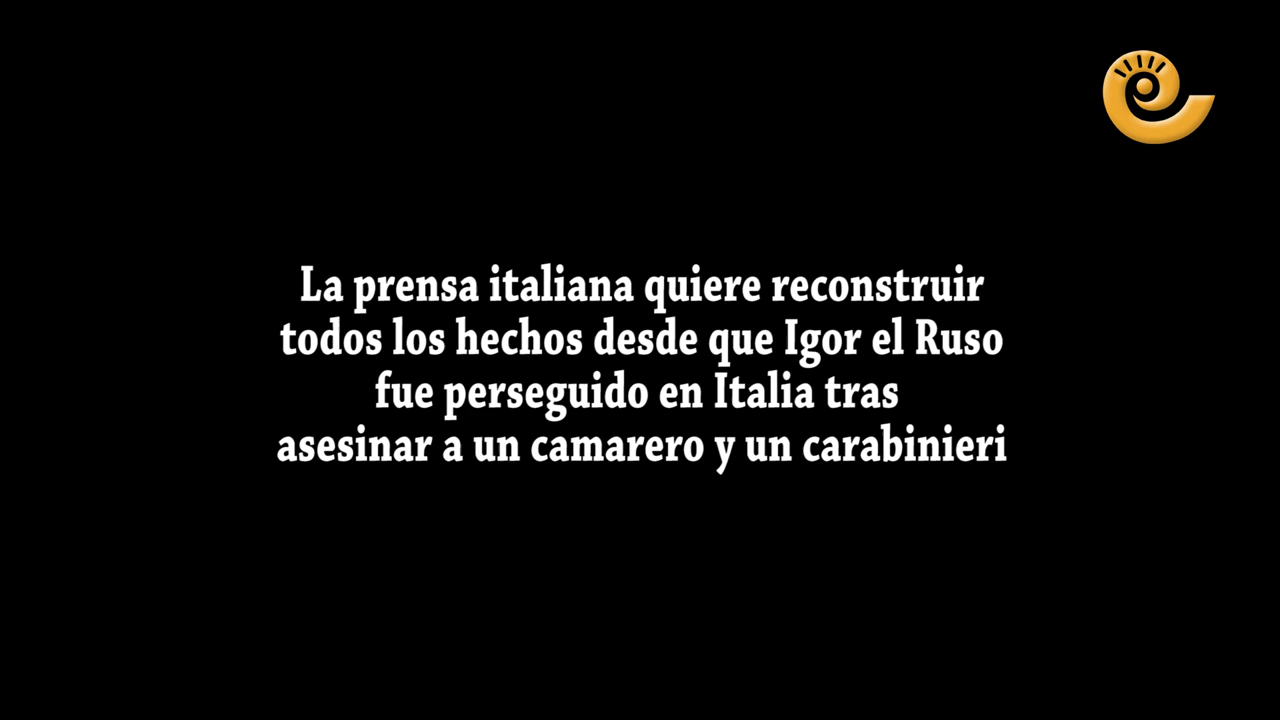 La prensa italiana quiere reconstruir
todos los hechos desde que Igor el Ruso
fue perseguido en Italia tras
asesinar a un camarero y un carabinieri